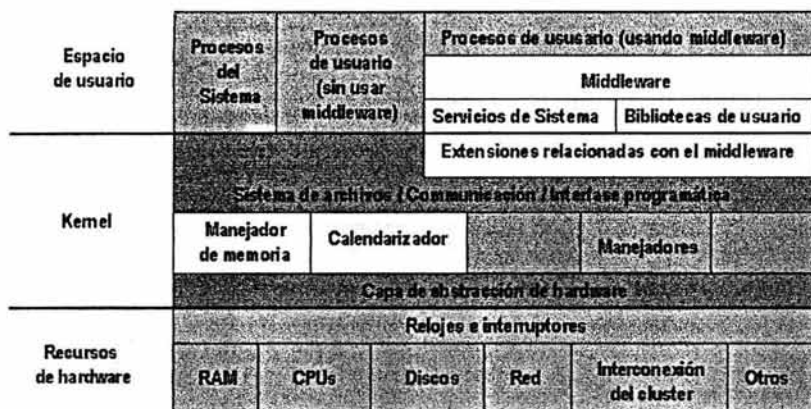 Espacio
de usuario
Procesos
del
Sistema
Procesos
de usuario
(sin usar
middleware)
Procesos de ususario (usando middleware)
Middleware
Servicios de Sistema
Bibliotecas de usuario
Kernel
Extensiones relacionadas con el middleware
Sistema de archivos / Communicación / Interfase programática
Manejador
de memoria
Calendarizador
Manejadores
Capa de abstracción de hardware
Recursos
de hardware
Relojes e interruptores
RAM
CPUs
Discos
Red
Interconexión
del cluster
Otros